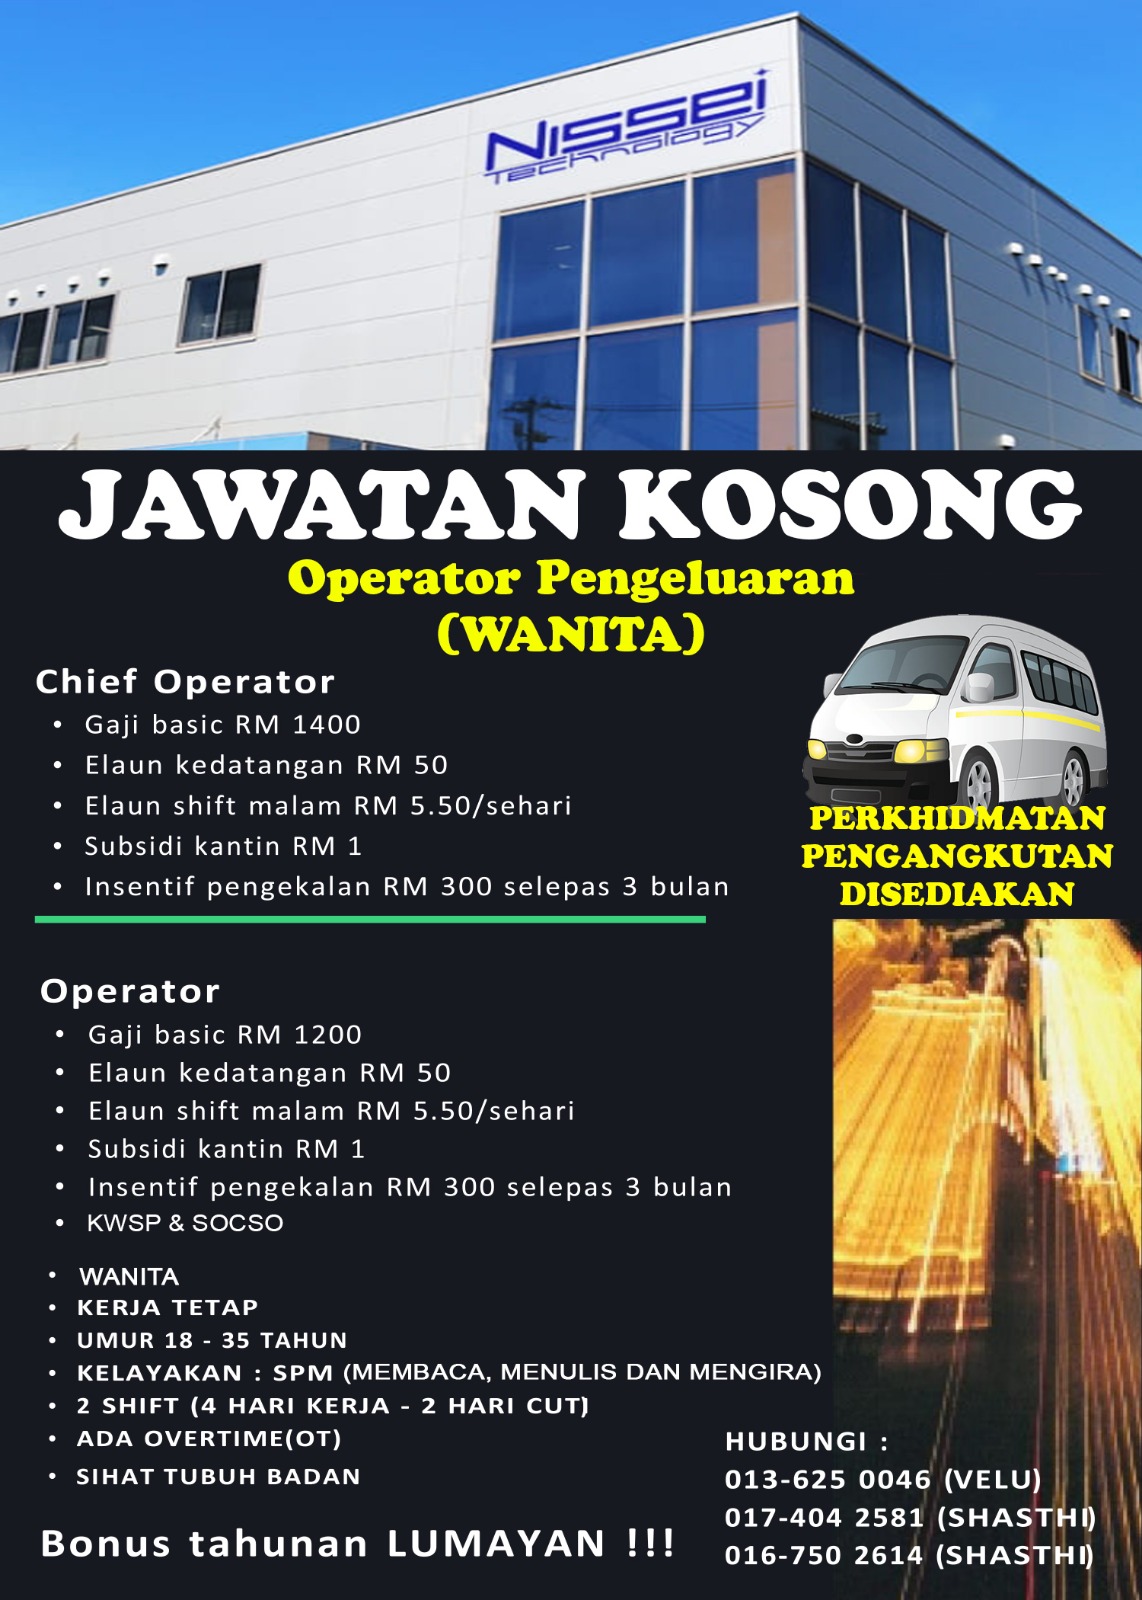 Nissei
Technology
JAWATAN KOSONG
Operator Pengeluaran
(WANITA)
Chief Operator
• Gaji basic RM 1400
• Elaun kedatangan RM 50
• Elaun shift malam RM 5.50/sehari
• Subsidi kantin RM 1
• Insentif pengekalan RM 300 selepas 3 bulan
PERKHIDMATAN
PENGANGKUTAN
DISEDIAKAN
Operator
• Gaji basic RM 1200
• Elaun kedatangan RM 50
• Elaun shift malam RM 5.50/sehari
• Subsidi kantin RM 1
• Insentif pengekalan RM 300 selepas 3 bulan
• KWSP & SOCSO
• WANITA
• KERJA TETAP
• UMUR 18 - 35 TAHUN
• KELAYAKAN : SPM (MEMBACA, MENULIS DAN MENGIRA)
• 2 SHIFT (4 HARI KERJA - 2 HARI CUTI)
• ADA OVERTIME(OT)
• SIHAT TUBUH BADAN
Bonus tahunan LUMAYAN !!!
HUBUNGI :
013-625 0046 (VELU)
017-404 2581 (SHASTHI)
016-750 2614 (SHASTHI)